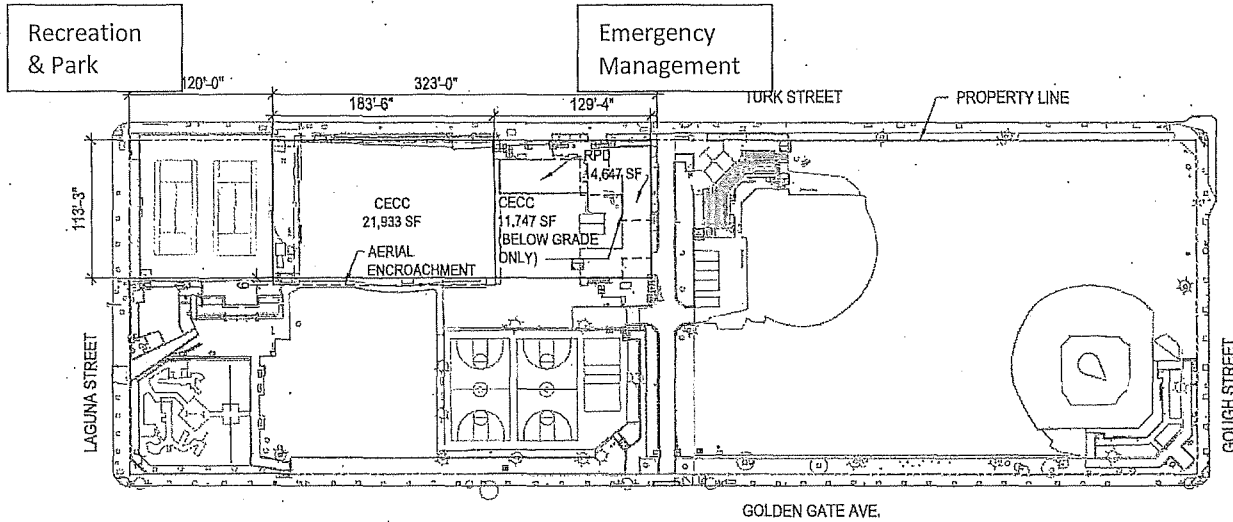 Recreation
& Park
Emergency
Management
120'-0"
323'-0"
183'-6"
129'-4"
TURK STREET
PROPERTY LINE
113'-3"
RPD
14,647 SF
CECC
21,933 SF
CECC
11,747 SF
(BELOW GRADE
ONLY)
AERIAL
ENCROACHMENT
6'
LAGUNA STREET
GOUGH STREET
GOLDEN GATE AVE.